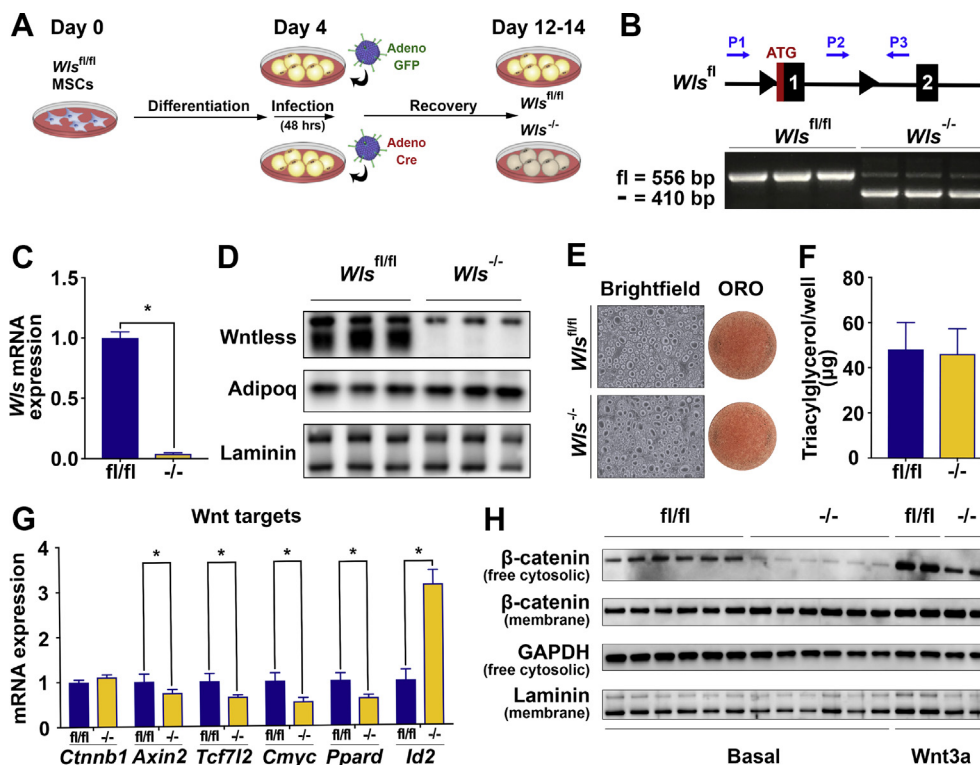 A
Day 0
Day 4
Day 12-14
Wls fl/fl
MSCs
Adeno
GFP
Differentiation
Infection
(48 hrs)
Recovery
Wls fl/fl
Wls -/-
Adeno
Cre
B
P1
ATG
P2
P3
Wls fl
1
2
Wls fl/fl
Wls -/-
fl = 556 bp
- = 410 bp
C
Wls mRNA
expression
1.5
1.0
0.5
0.0
*
fl/fl
-/-
D
Wls fl/fl
Wls -/-
Wntless
Adipoq
Laminin
E
Brightfield
ORO
Wls fl/fl
Wls -/-
F
Triacylglycerol/well
(µg)
80
60
40
20
0
fl/fl
-/-
G
Wnt targets
mRNA expression
4
3
2
1
0
* * * * *
fl/fl -/- fl/fl -/- fl/fl -/- fl/fl -/- fl/fl -/- fl/fl -/-
Ctnnb1 Axin2 Tcf7l2 Cmyc Ppard Id2
H
fl/fl
-/-
fl/fl
-/-
β-catenin
(free cytosolic)
β-catenin
(membrane)
GAPDH
(free cytosolic)
Laminin
(membrane)
Basal
Wnt3a